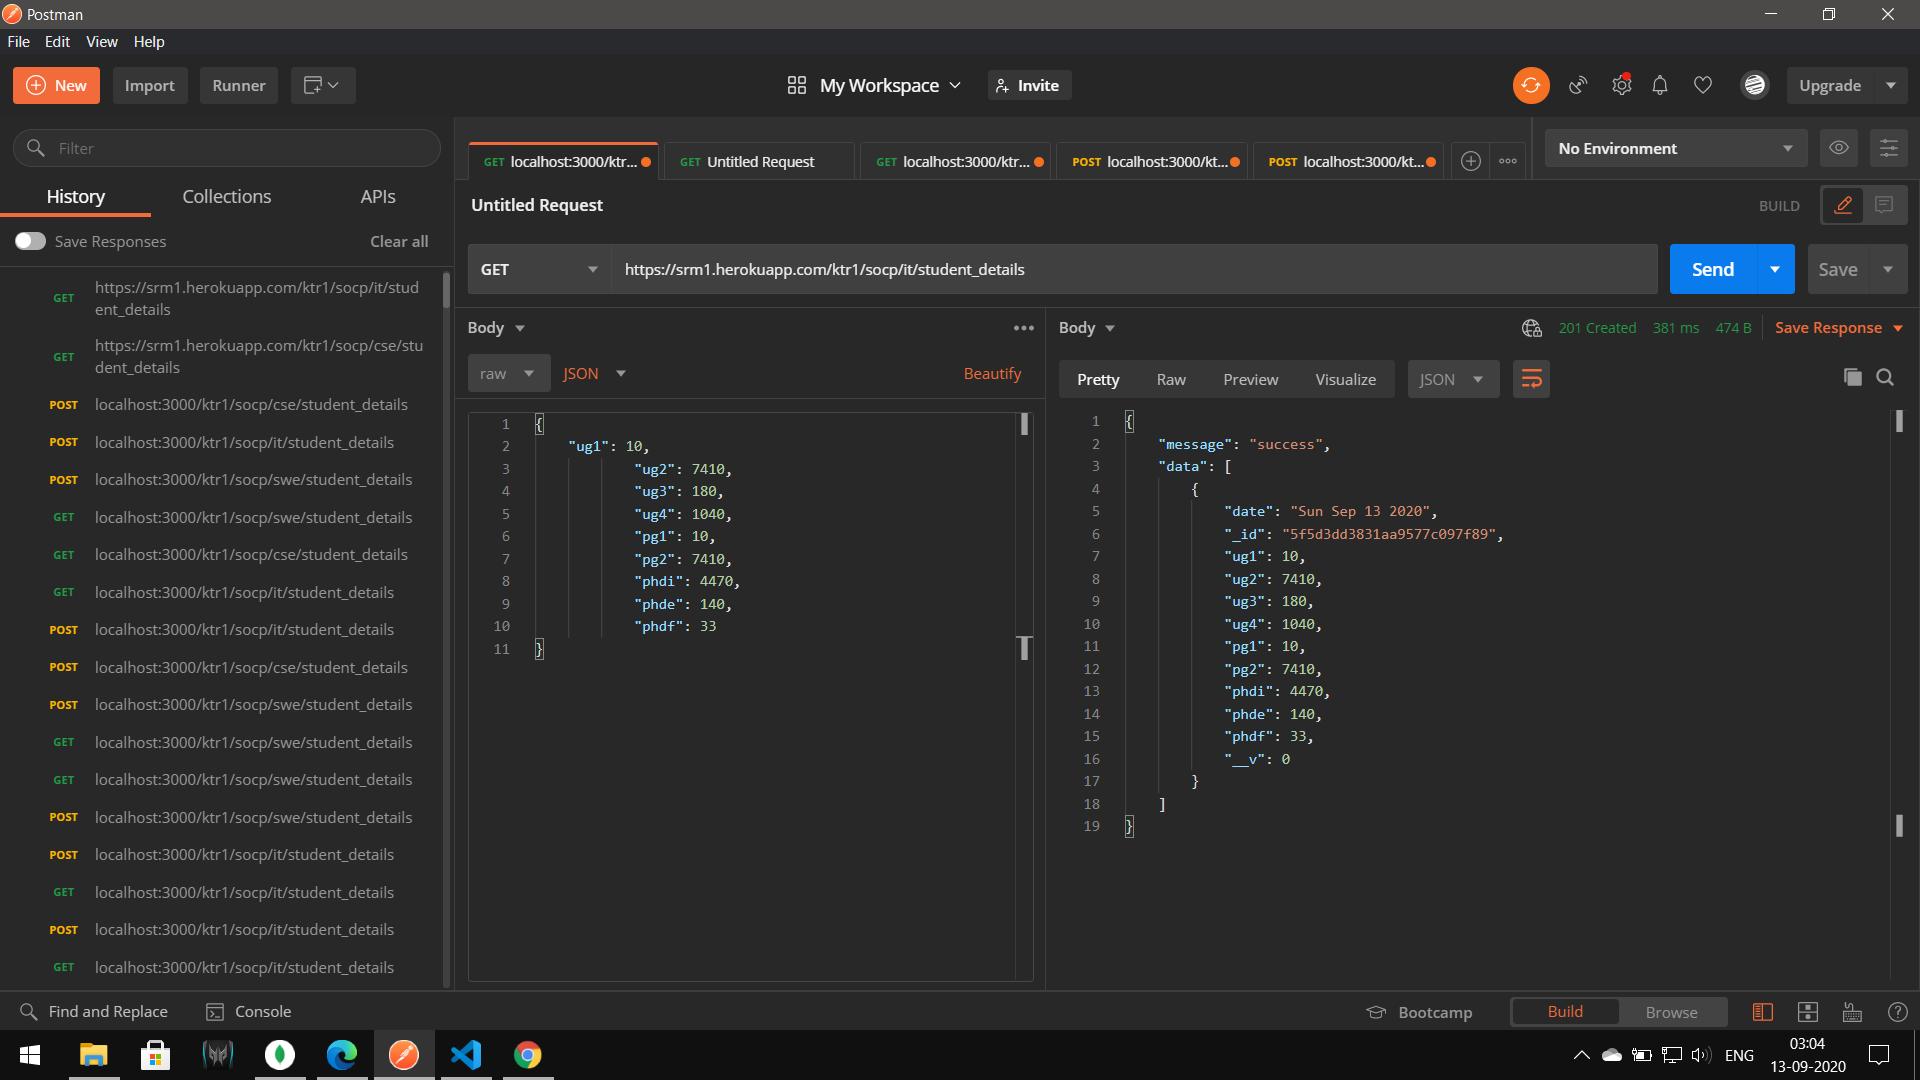 Postman
File Edit View Help
New Import Runner My Workspace Invite Upgrade
Filter
History Collections APIs
Save Responses Clear all
GET https://srm1.herokuapp.com/ktr1/socp/it/stud
ent_details
GET https://srm1.herokuapp.com/ktr1/socp/cse/stu
dent_details
POST localhost:3000/ktr1/socp/cse/student_details
POST localhost:3000/ktr1/socp/it/student_details
POST localhost:3000/ktr1/socp/swe/student_details
GET localhost:3000/ktr1/socp/swe/student_details
GET localhost:3000/ktr1/socp/cse/student_details
GET localhost:3000/ktr1/socp/it/student_details
POST localhost:3000/ktr1/socp/it/student_details
POST localhost:3000/ktr1/socp/cse/student_details
POST localhost:3000/ktr1/socp/swe/student_details
GET localhost:3000/ktr1/socp/swe/student_details
GET localhost:3000/ktr1/socp/swe/student_details
POST localhost:3000/ktr1/socp/swe/student_details
POST localhost:3000/ktr1/socp/it/student_details
GET localhost:3000/ktr1/socp/it/student_details
POST localhost:3000/ktr1/socp/it/student_details
GET localhost:3000/ktr1/socp/it/student_details
GET localhost:3000/ktr... GET Untitled Request GET localhost:3000/ktr... POST localhost:3000/kt... POST localhost:3000/kt... No Environment
Untitled Request BUILD
GET https://srm1.herokuapp.com/ktr1/socp/it/student_details Send Save
Body
raw JSON Beautify
1 {
2 "ug1": 10,
3 "ug2": 7410,
4 "ug3": 180,
5 "ug4": 1040,
6 "pg1": 10,
7 "pg2": 7410,
8 "phdi": 4470,
9 "phde": 140,
10 "phdf": 33
11 }
Body 201 Created 381 ms 474 B Save Response
Pretty Raw Preview Visualize JSON
1 {
2 "message": "success",
3 "data": [
4 {
5 "date": "Sun Sep 13 2020",
6 "_id": "5f5d3dd3831aa9577c097f89",
7 "ug1": 10,
8 "ug2": 7410,
9 "ug3": 180,
10 "ug4": 1040,
11 "pg1": 10,
12 "pg2": 7410,
13 "phdi": 4470,
14 "phde": 140,
15 "phdf": 33,
16 "__v": 0
17 }
18 ]
19 }
Find and Replace Console Bootcamp Build Browse
ENG 03:04
13-09-2020